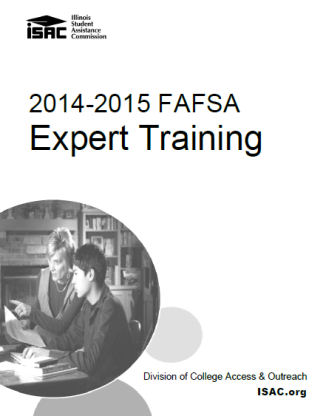 iSAC
Illinois
Student
Assistance
Commission
2014-2015 FAFSA
Expert Training
Division of College Access & Outreach
ISAC.org